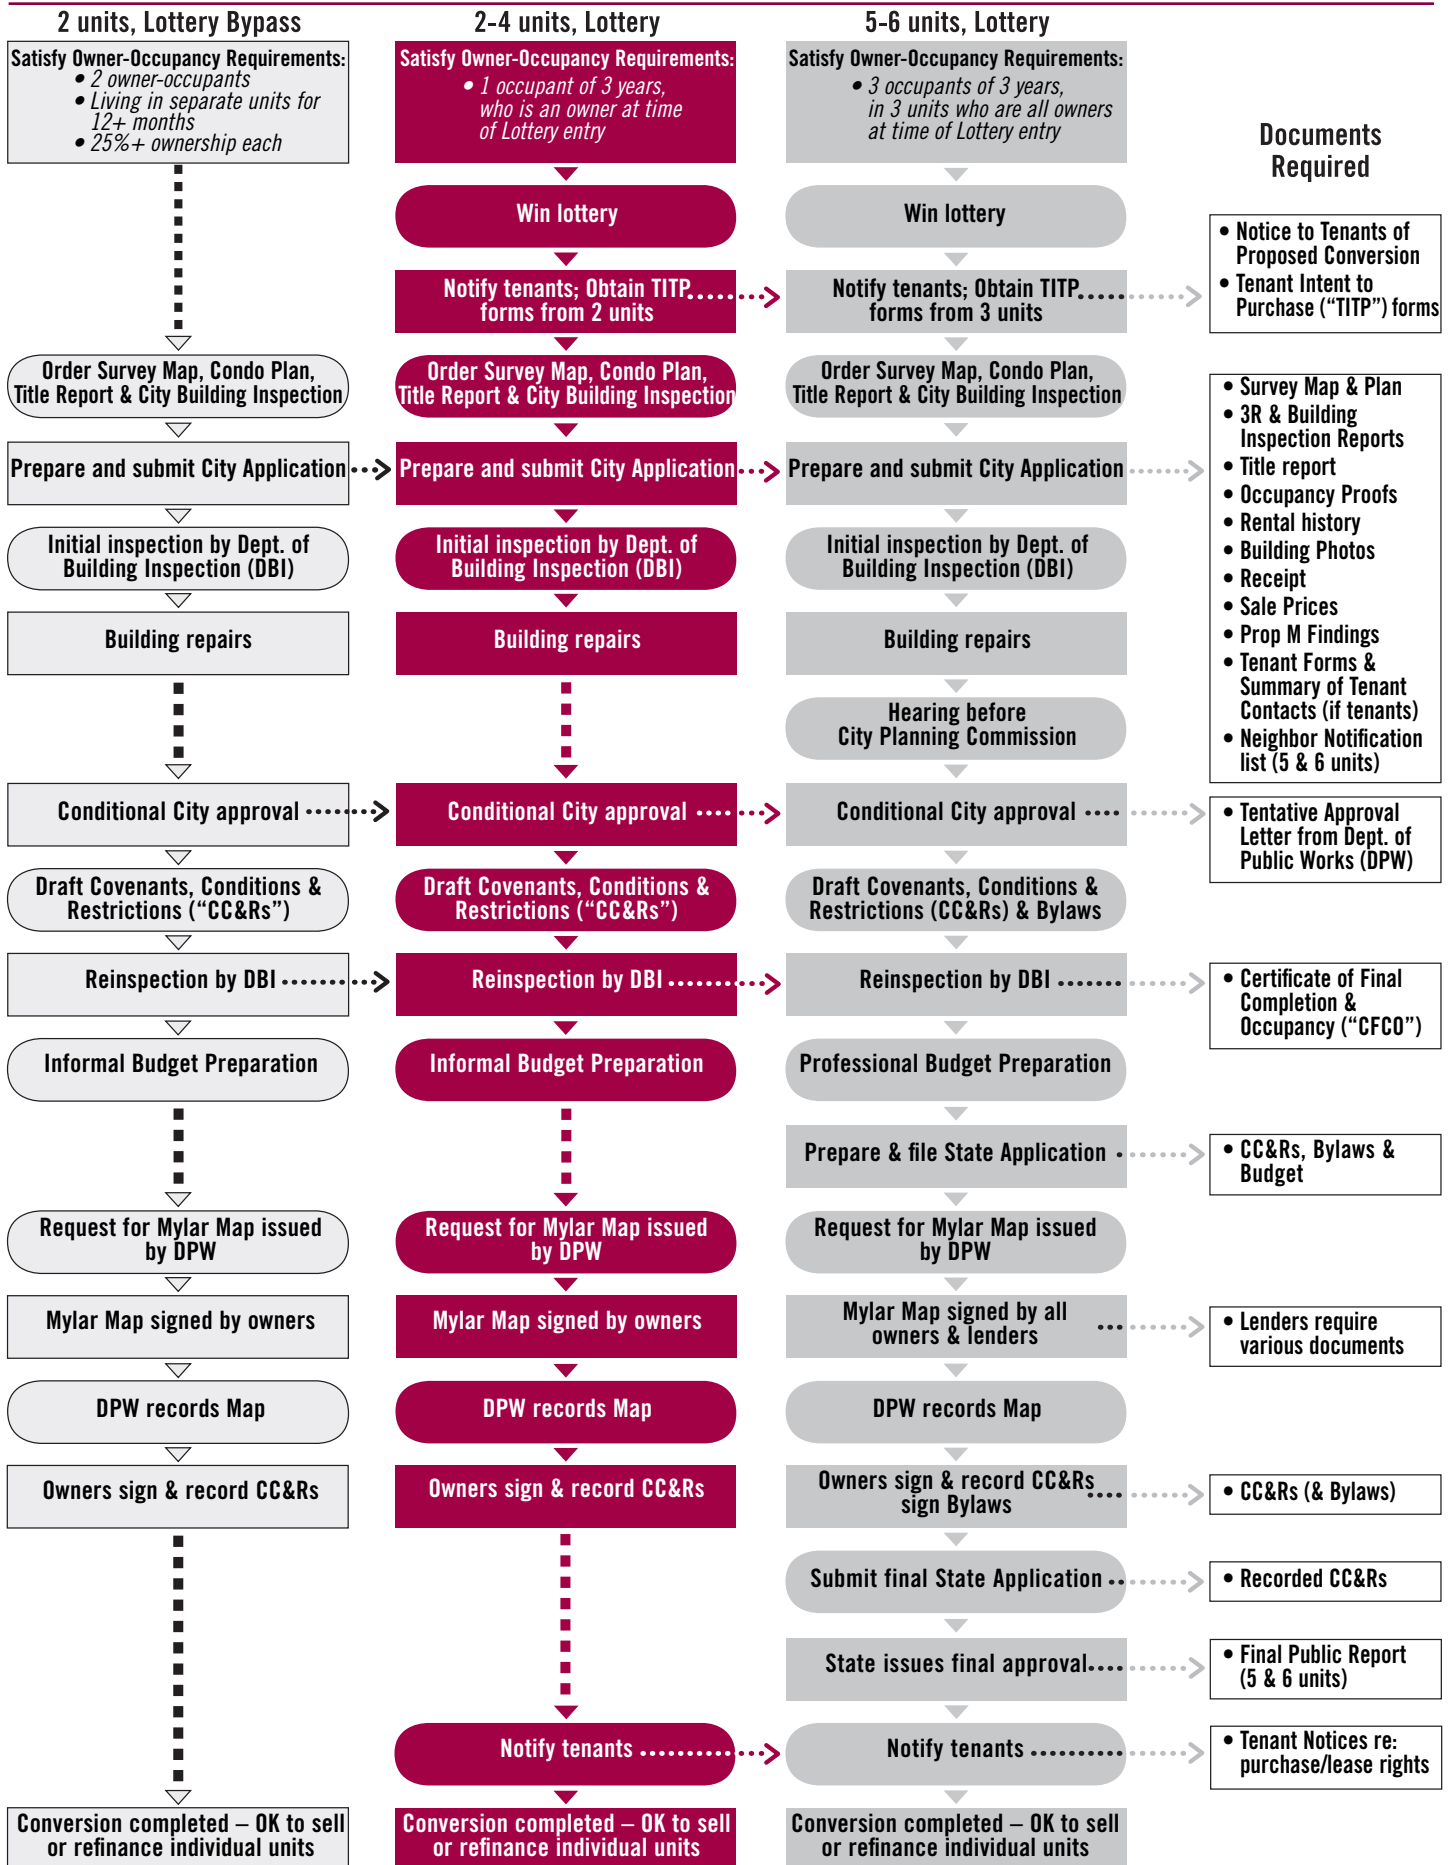 2 units, Lottery Bypass
Satisfy Owner-Occupancy Requirements:
• 2 owner-occupants
• Living in separate units for
12+ months
• 25%+ ownership each
Order Survey Map, Condo Plan,
Title Report & City Building Inspection
Prepare and submit City Application
Initial inspection by Dept. of
Building Inspection (DBI)
Building repairs
Conditional City approval
Draft Covenants, Conditions &
Restrictions (“CC&Rs”)
Reinspection by DBI
Informal Budget Preparation
Request for Mylar Map issued
by DPW
Mylar Map signed by owners
DPW records Map
Owners sign & record CC&Rs
Conversion completed – OK to sell
or refinance individual units
2-4 units, Lottery
Satisfy Owner-Occupancy Requirements:
• 1 occupant of 3 years,
who is an owner at time
of Lottery entry
Win lottery
Notify tenants; Obtain TITP
forms from 2 units
Order Survey Map, Condo Plan,
Title Report & City Building Inspection
Prepare and submit City Application
Initial inspection by Dept. of
Building Inspection (DBI)
Building repairs
Conditional City approval
Draft Covenants, Conditions &
Restrictions (“CC&Rs”)
Reinspection by DBI
Informal Budget Preparation
Request for Mylar Map issued
by DPW
Mylar Map signed by owners
DPW records Map
Owners sign & record CC&Rs
Notify tenants
Conversion completed – OK to sell
or refinance individual units
5-6 units, Lottery
Satisfy Owner-Occupancy Requirements:
• 3 occupants of 3 years,
in 3 units who are all owners
at time of Lottery entry
Win lottery
Notify tenants; Obtain TITP
forms from 3 units
Order Survey Map, Condo Plan,
Title Report & City Building Inspection
Prepare and submit City Application
Initial inspection by Dept. of
Building Inspection (DBI)
Building repairs
Hearing before
City Planning Commission
Conditional City approval
Draft Covenants, Conditions &
Restrictions (CC&Rs) & Bylaws
Reinspection by DBI
Professional Budget Preparation
Prepare & file State Application
Request for Mylar Map issued
by DPW
Mylar Map signed by all
owners & lenders
DPW records Map
Owners sign & record CC&Rs
sign Bylaws
Submit final State Application
State issues final approval
Notify tenants
Conversion completed – OK to sell
or refinance individual units
Documents
Required
• Notice to Tenants of
Proposed Conversion
• Tenant Intent to
Purchase (“TITP”) forms
• Survey Map & Plan
• 3R & Building
Inspection Reports
• Title report
• Occupancy Proofs
• Rental history
• Building Photos
• Receipt
• Sale Prices
• Prop M Findings
• Tenant Forms &
Summary of Tenant
Contacts (if tenants)
• Neighbor Notification
list (5 & 6 units)
• Tentative Approval
Letter from Dept. of
Public Works (DPW)
• Certificate of Final
Completion &
Occupancy (“CFCO”)
• CC&Rs, Bylaws &
Budget
• Lenders require
various documents
• CC&Rs (& Bylaws)
• Recorded CC&Rs
• Final Public Report
(5 & 6 units)
• Tenant Notices re:
purchase/lease rights